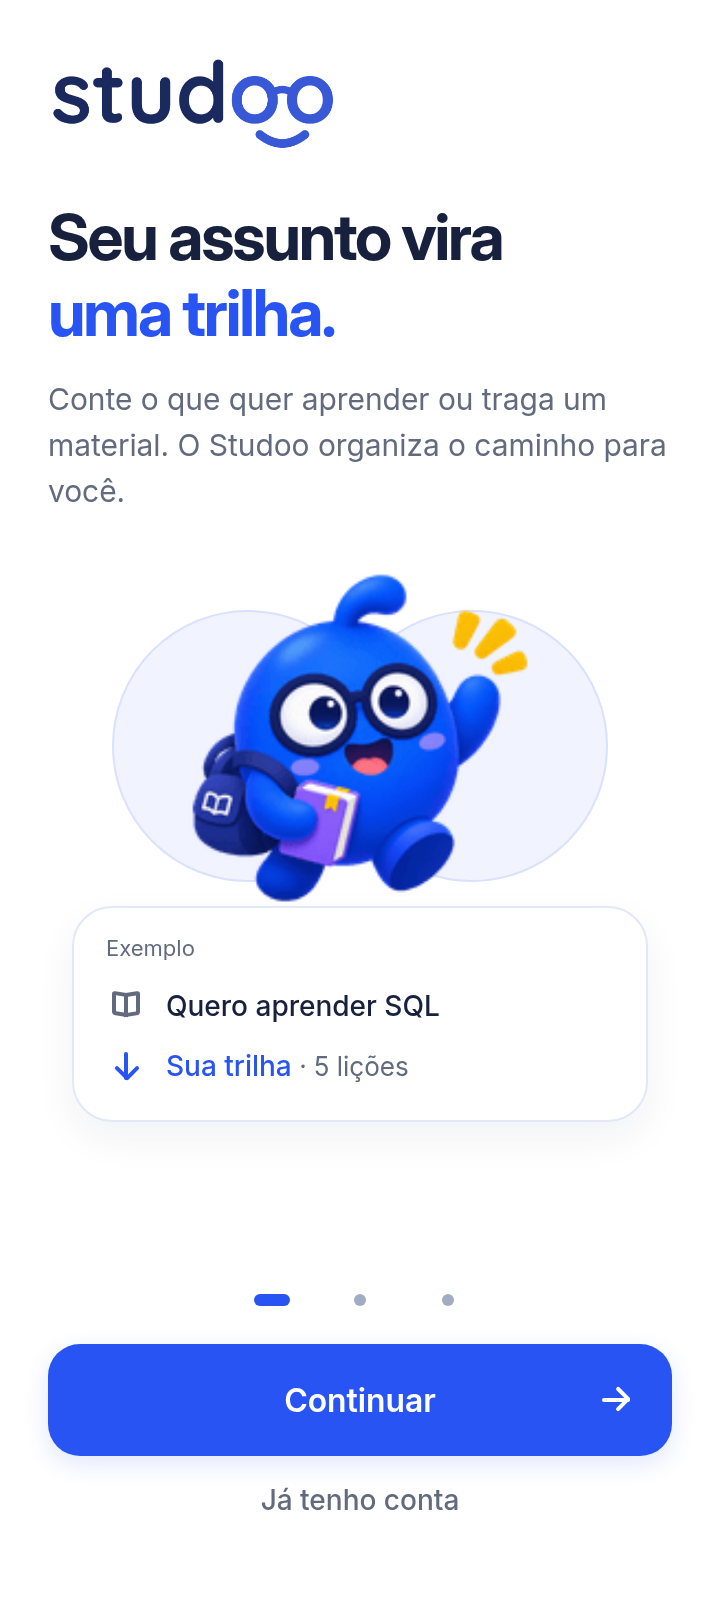 studoo
Seu assunto vira
uma trilha.
Conte o que quer aprender ou traga um
material. O Studoo organiza o caminho para
você.
Exemplo
Quero aprender SQL
Sua trilha · 5 lições
Continuar
Já tenho conta